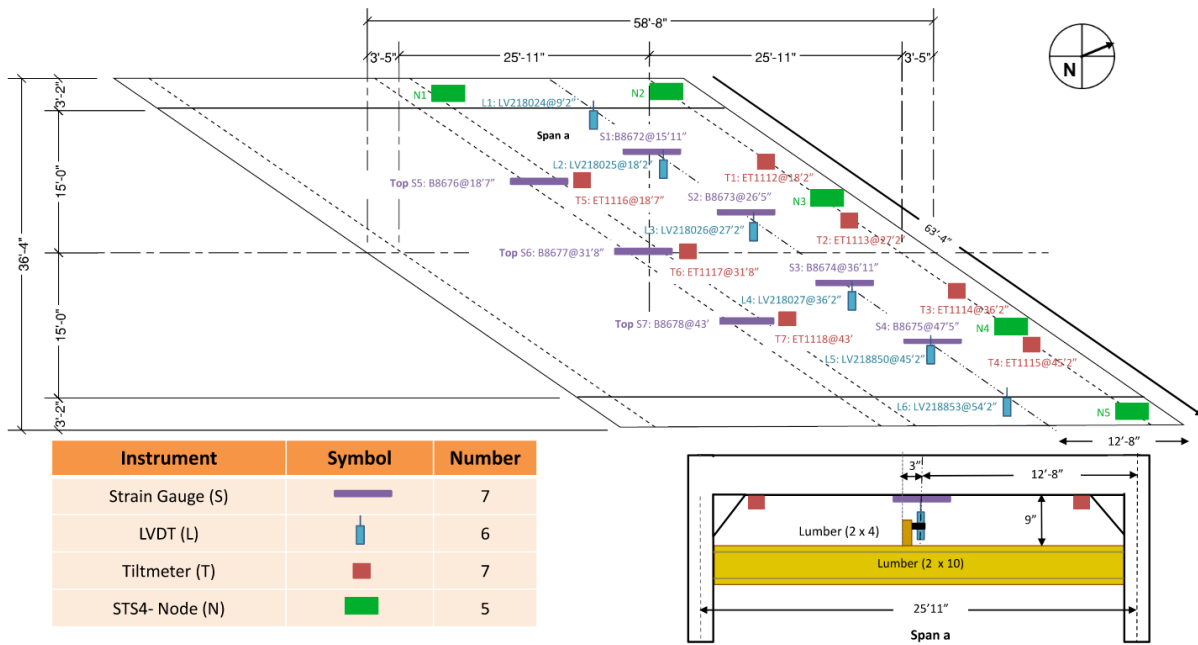 58'-8"
3'-5"
25'-11"
25'-11"
3'-5"
N
3'-2"
N1
N2
L1: LV218024@9'2"
Span a
S1:B8672@15'11"
15'-0"
L2: LV218025@18'2"
T1: ET1112@18'2"
Top S5: B8676@18'7"
T5: ET1116@18'7"
S2: B8673@26'5"
N3
L3: LV218026@27'2"
T2: ET1113@27'2"
63'-4"
36'-4"
Top S6: B8677@31'8"
T6: ET1117@31'8"
S3: B8674@36'11"
L4: LV218027@36'2"
T3: ET1114@36'2"
15'-0"
Top S7: B8678@43'
T7: ET1118@43'
S4: B8675@47'5"
N4
L5: LV218850@45'2"
T4: ET1115@45'2"
L6: LV218853@54'2"
N5
3'-2"
12'-8"
Instrument Symbol Number
Strain Gauge (S) 7
LVDT (L) 6
Tiltmeter (T) 7
STS4- Node (N) 5
3"
12'-8"
9"
Lumber (2 x 4)
Lumber (2 x 10)
25'11"
Span a